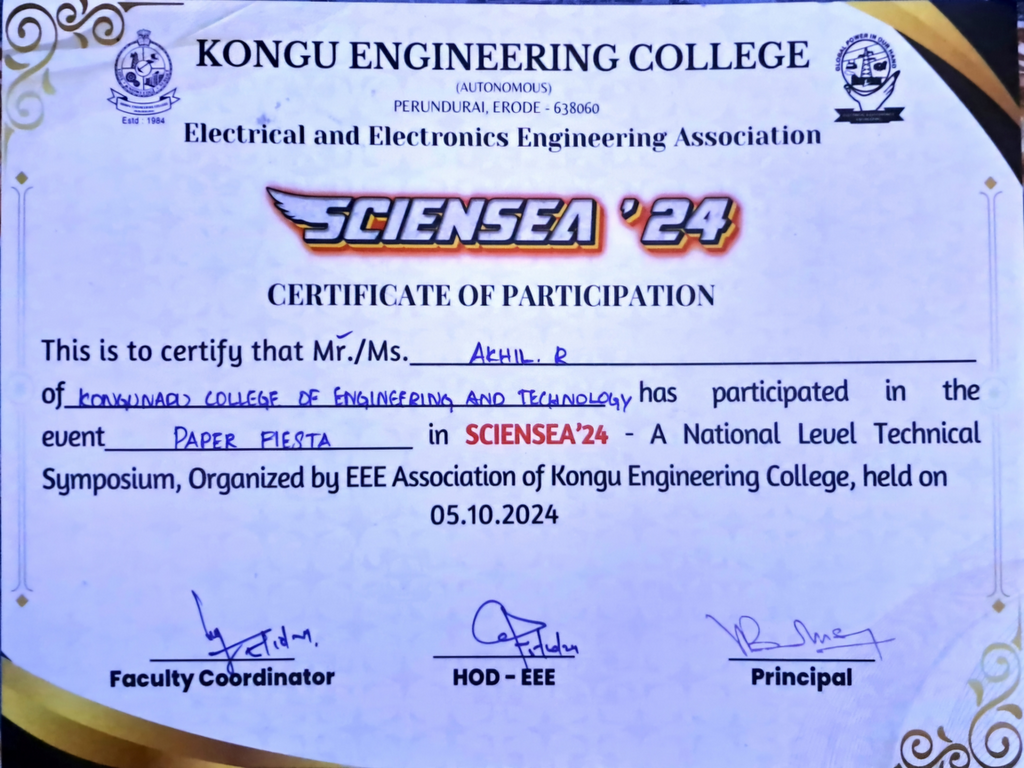 KONGU ENGINEERING COLLEGE
(AUTONOMOUS)
PERUNDURAI, ERODE - 638060
Estd : 1984
GLOBAL POWER IN OUR HAND
Electrical and Electronics Engineering Association
SCIENSEA '24
CERTIFICATE OF PARTICIPATION
This is to certify that Mr./Ms. AKHIL. R
of KONGUNADU COLLEGE OF ENGINEERING AND TECHNOLOGY has participated in the
event PAPER FIESTA in SCIENSEA'24 - A National Level Technical
Symposium, Organized by EEE Association of Kongu Engineering College, held on
05.10.2024
Faculty Coordinator
HOD - EEE
Principal